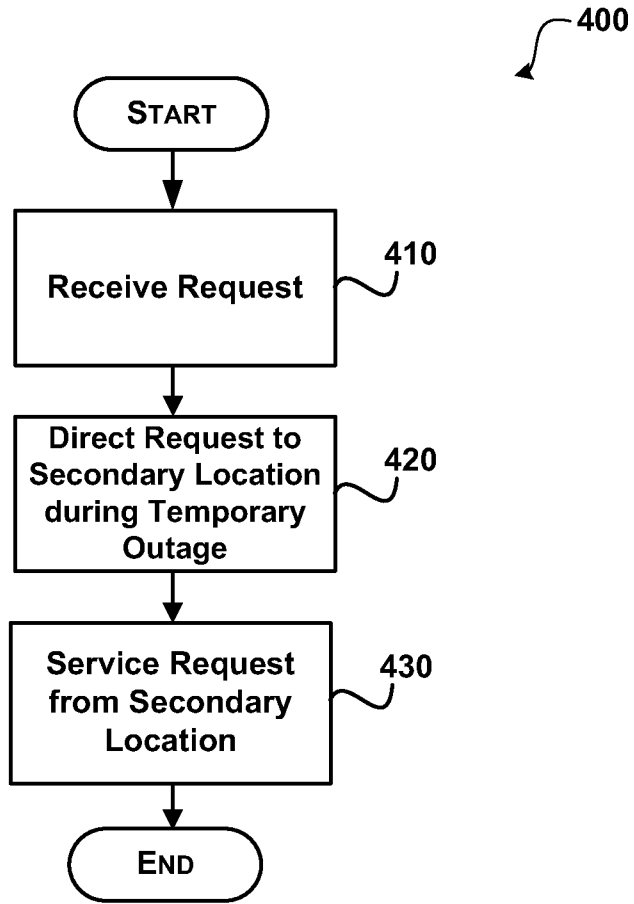 400
START
Receive Request
410
Direct Request to
Secondary Location
during Temporary
Outage
420
Service Request
from Secondary
Location
430
END